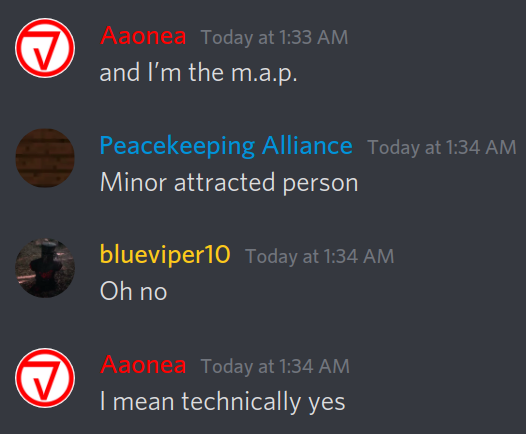 Aaonea Today at 1:33 AM
and I’m the m.a.p.
Peacekeeping Alliance Today at 1:34 AM
Minor attracted person
blueviper10 Today at 1:34 AM
Oh no
Aaonea Today at 1:34 AM
I mean technically yes